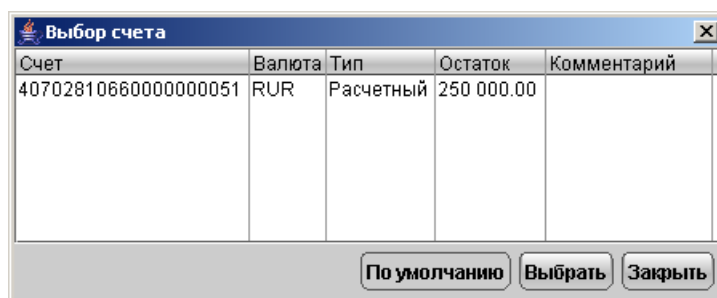 Выбор счета
Счет Валюта Тип Остаток Комментарий
40702810660000000051 RUR Расчетный 250 000.00
По умолчанию Выбрать Закрыть